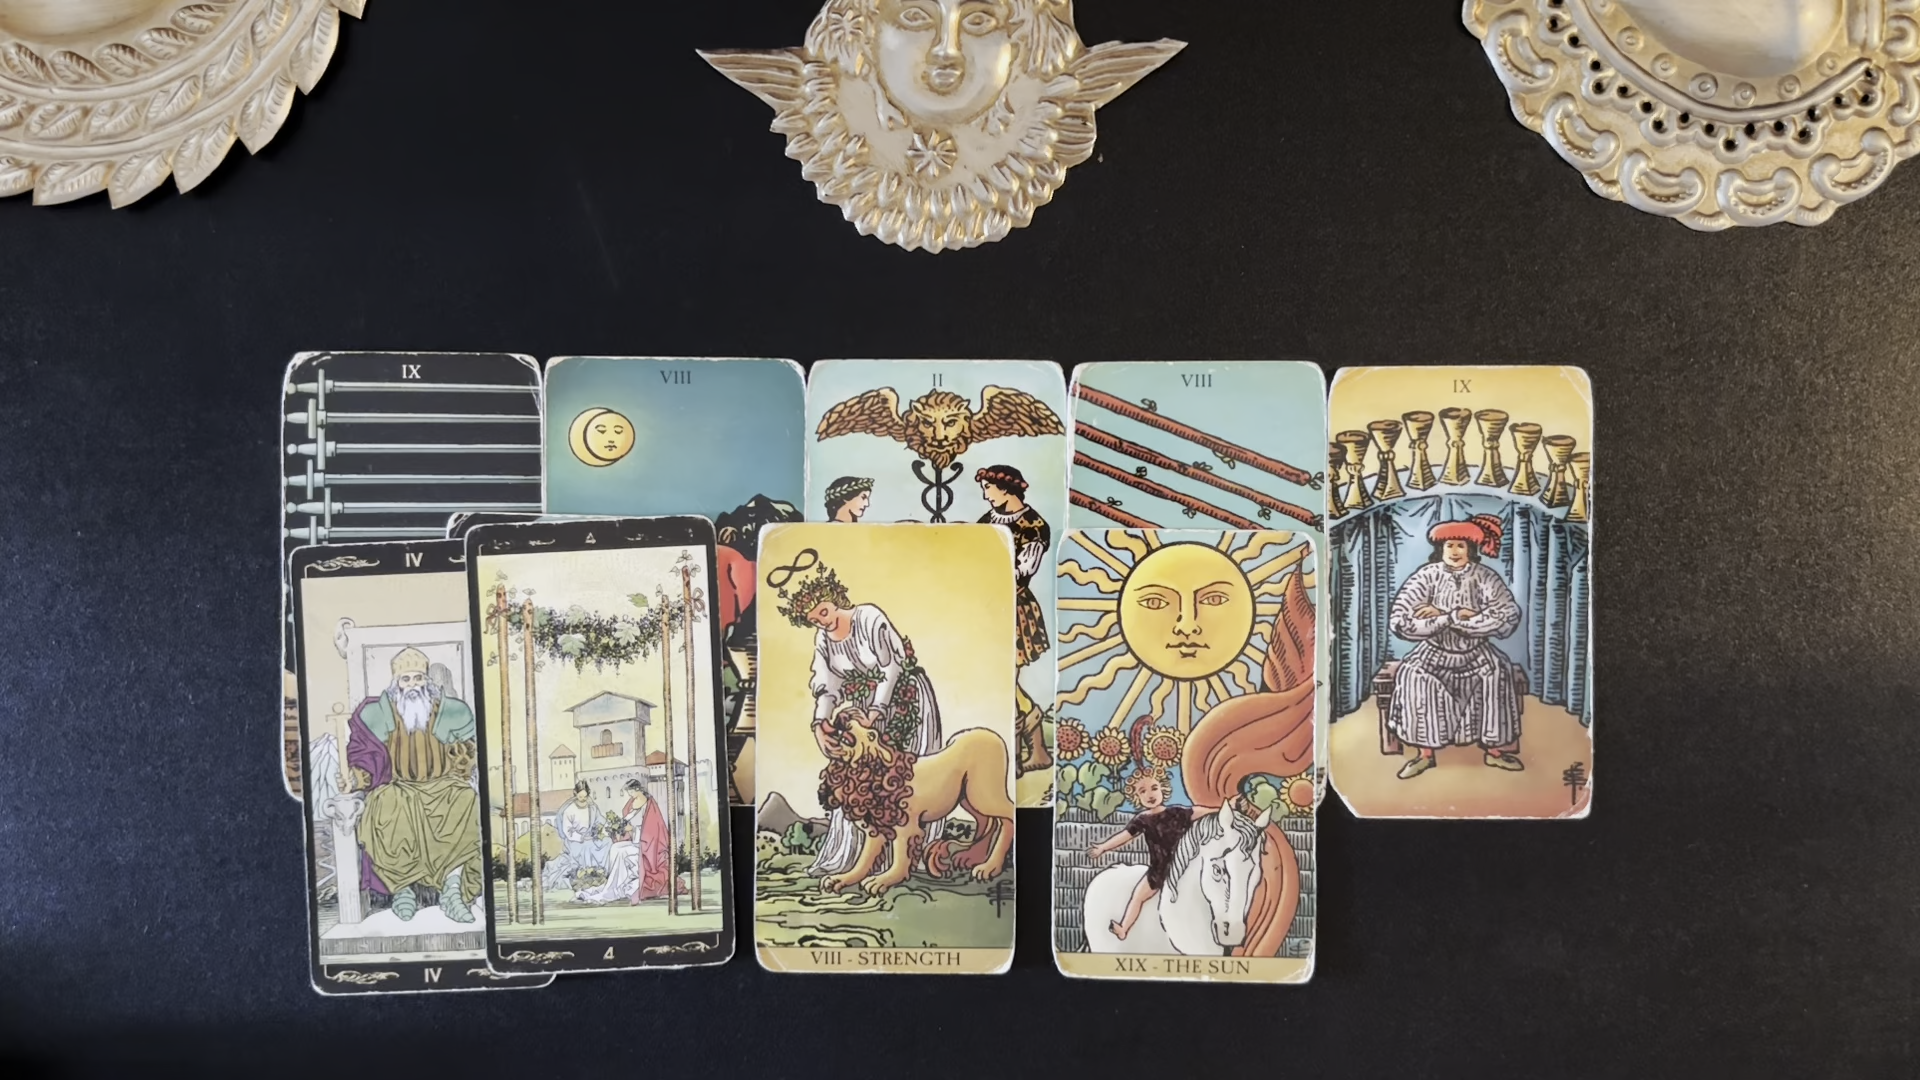 IX
VIII
II
VIII
IX
IV
4
VIII - STRENGTH
XIX - THE SUN
4
IV